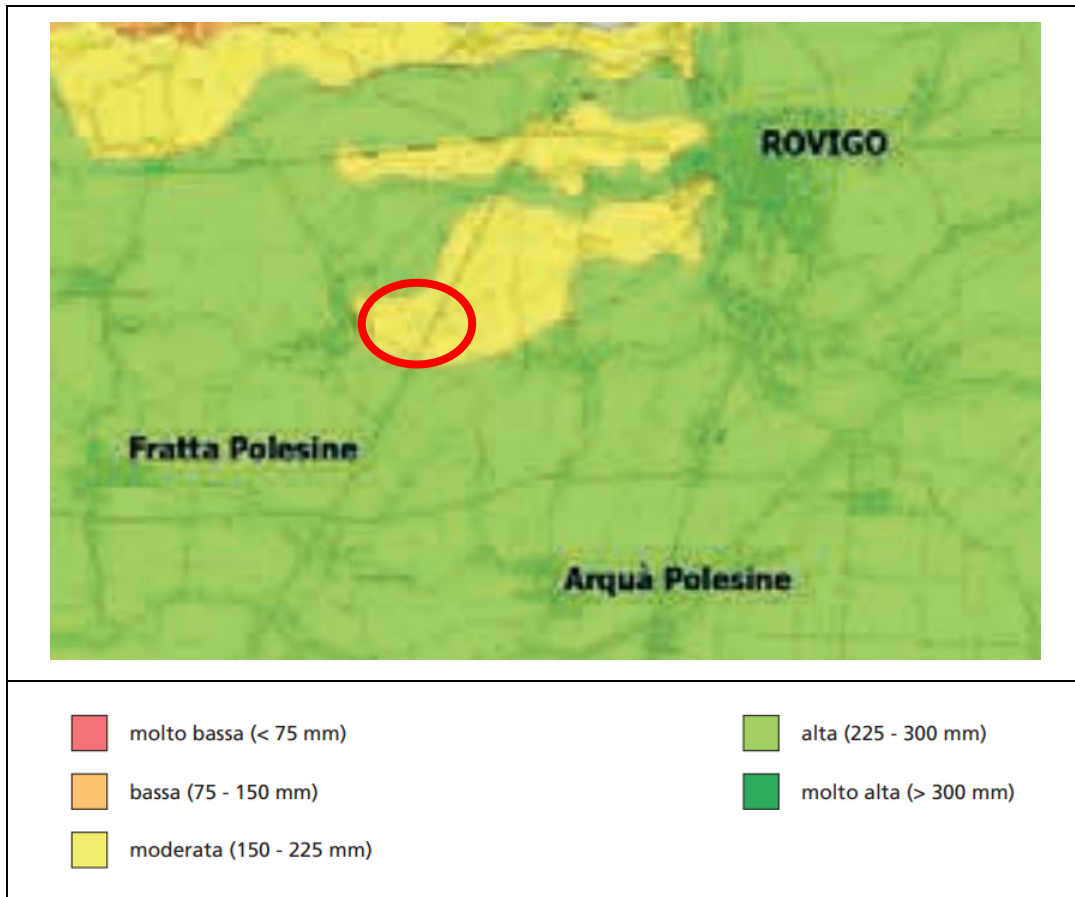 ROVIGO
Fratta Polesine
Arquà Polesine
molto bassa (< 75 mm)
bassa (75 - 150 mm)
moderata (150 - 225 mm)
alta (225 - 300 mm)
molto alta (> 300 mm)